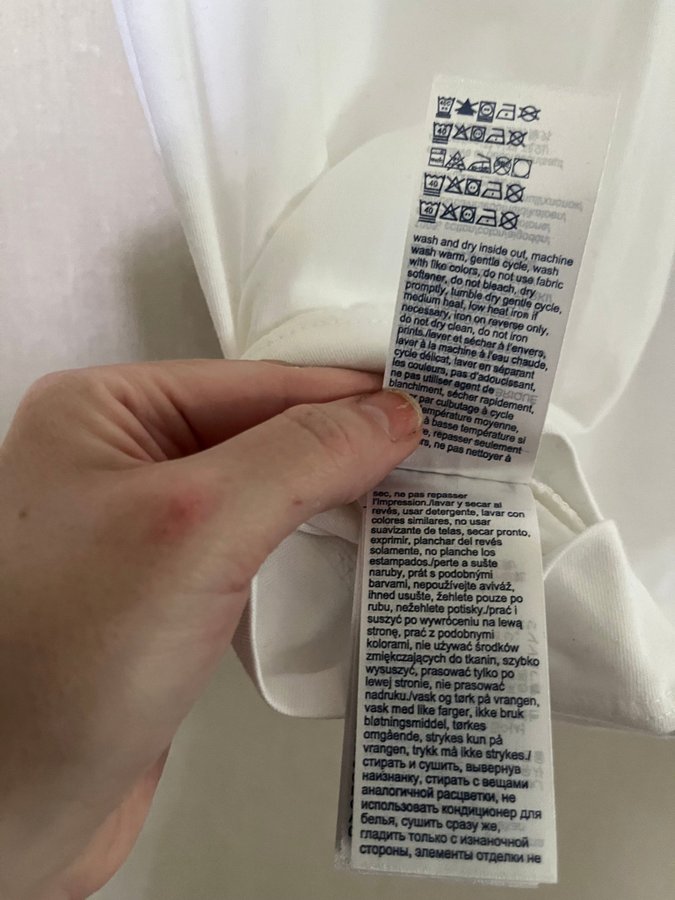 40
40
40
40
wash and dry inside out, machine
wash warm, gentle cycle, wash
with like colors, do not use fabric
softener, do not bleach, dry
promptly, tumble dry gentle cycle,
medium heat, low heat iron if
necessary, iron on reverse only,
do not dry clean, do not iron
prints./laver et sécher à l'envers,
laver à la machine à l'eau chaude,
cycle délicat, laver en séparant
les couleurs, pas d'adoucissant,
ne pas utiliser agent de
blanchiment, sécher rapidement,
par culbutage à cycle
température moyenne,
à basse température si
repasser seulement
ne pas nettoyer à
sec, ne pas repasser
l'impression./lavar y secar al
revés, usar detergente, lavar con
colores similares, no usar
suavizante de telas, secar pronto,
exprimir, planchar del revés
solamente, no planche los
estampados./perte a sušte
naruby, prát s podobnými
barvami, nepoužívejte aviváž,
ihned usušte, žehlete pouze po
rubu, nežehlete potisky./prać i
suszyć po wywróceniu na lewą
stronę, prać z podobnymi
kolorami, nie używać środków
zmiękczających do tkanin, szybko
wysuszyć, prasować tylko po
lewej stronie, nie prasować
nadruku./vask og tørk på vrangen,
vask med like farger, ikke bruk
bløtningsmiddel, tørkes
omgående, strykes kun på
vrangen, trykk må ikke strykes./
стирать и сушить, вывернув
наизнанку, стирать с вещами
аналогичной расцветки, не
использовать кондиционер для
белья, сушить сразу же,
гладить только с изнаночной
стороны, элементы отделки не